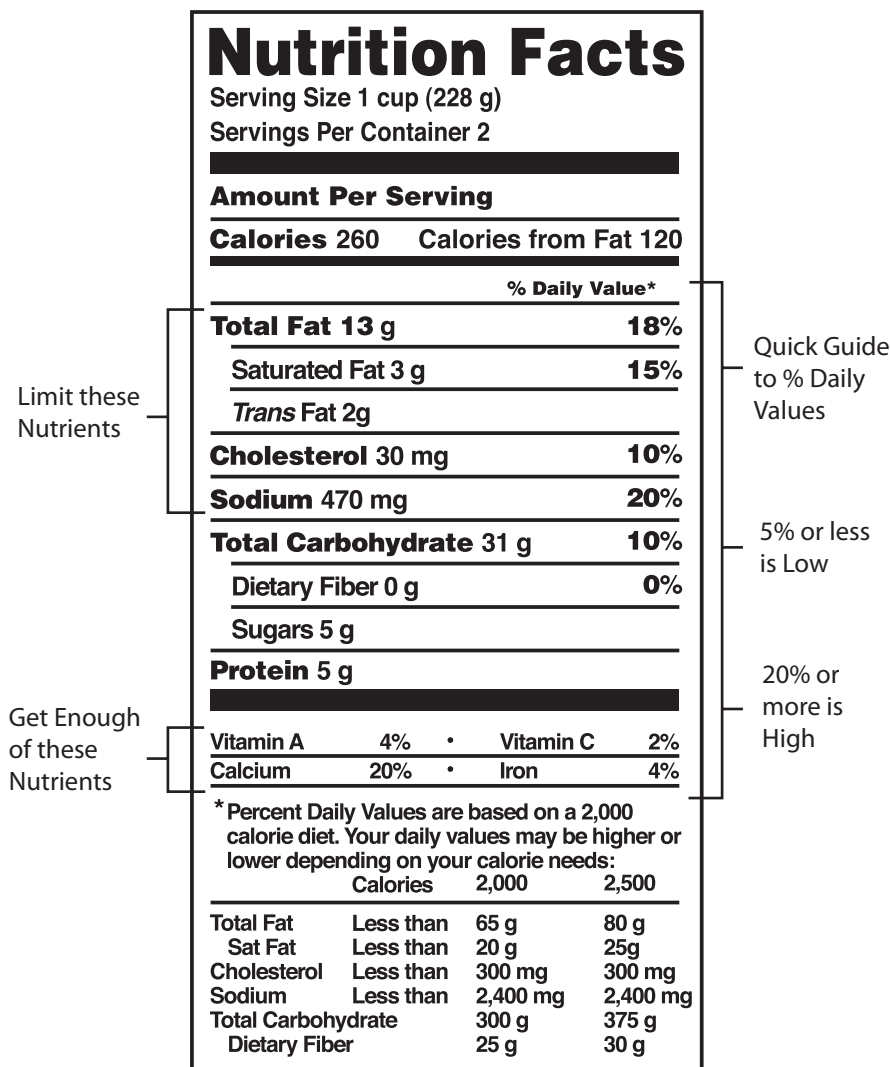 Nutrition Facts
Serving Size 1 cup (228 g)
Servings Per Container 2
Amount Per Serving
Calories 260 Calories from Fat 120
% Daily Value*
Total Fat 13 g 18%
Saturated Fat 3 g 15%
Trans Fat 2g
Cholesterol 30 mg 10%
Sodium 470 mg 20%
Total Carbohydrate 31 g 10%
Dietary Fiber 0 g 0%
Sugars 5 g
Protein 5 g
Vitamin A 4% • Vitamin C 2%
Calcium 20% • Iron 4%
* Percent Daily Values are based on a 2,000
calorie diet. Your daily values may be higher or
lower depending on your calorie needs:
Calories 2,000 2,500
Total Fat Less than 65 g 80 g
Sat Fat Less than 20 g 25g
Cholesterol Less than 300 mg 300 mg
Sodium Less than 2,400 mg 2,400 mg
Total Carbohydrate 300 g 375 g
Dietary Fiber 25 g 30 g
Limit these
Nutrients
Get Enough
of these
Nutrients
Quick Guide
to % Daily
Values
5% or less
is Low
20% or
more is
High